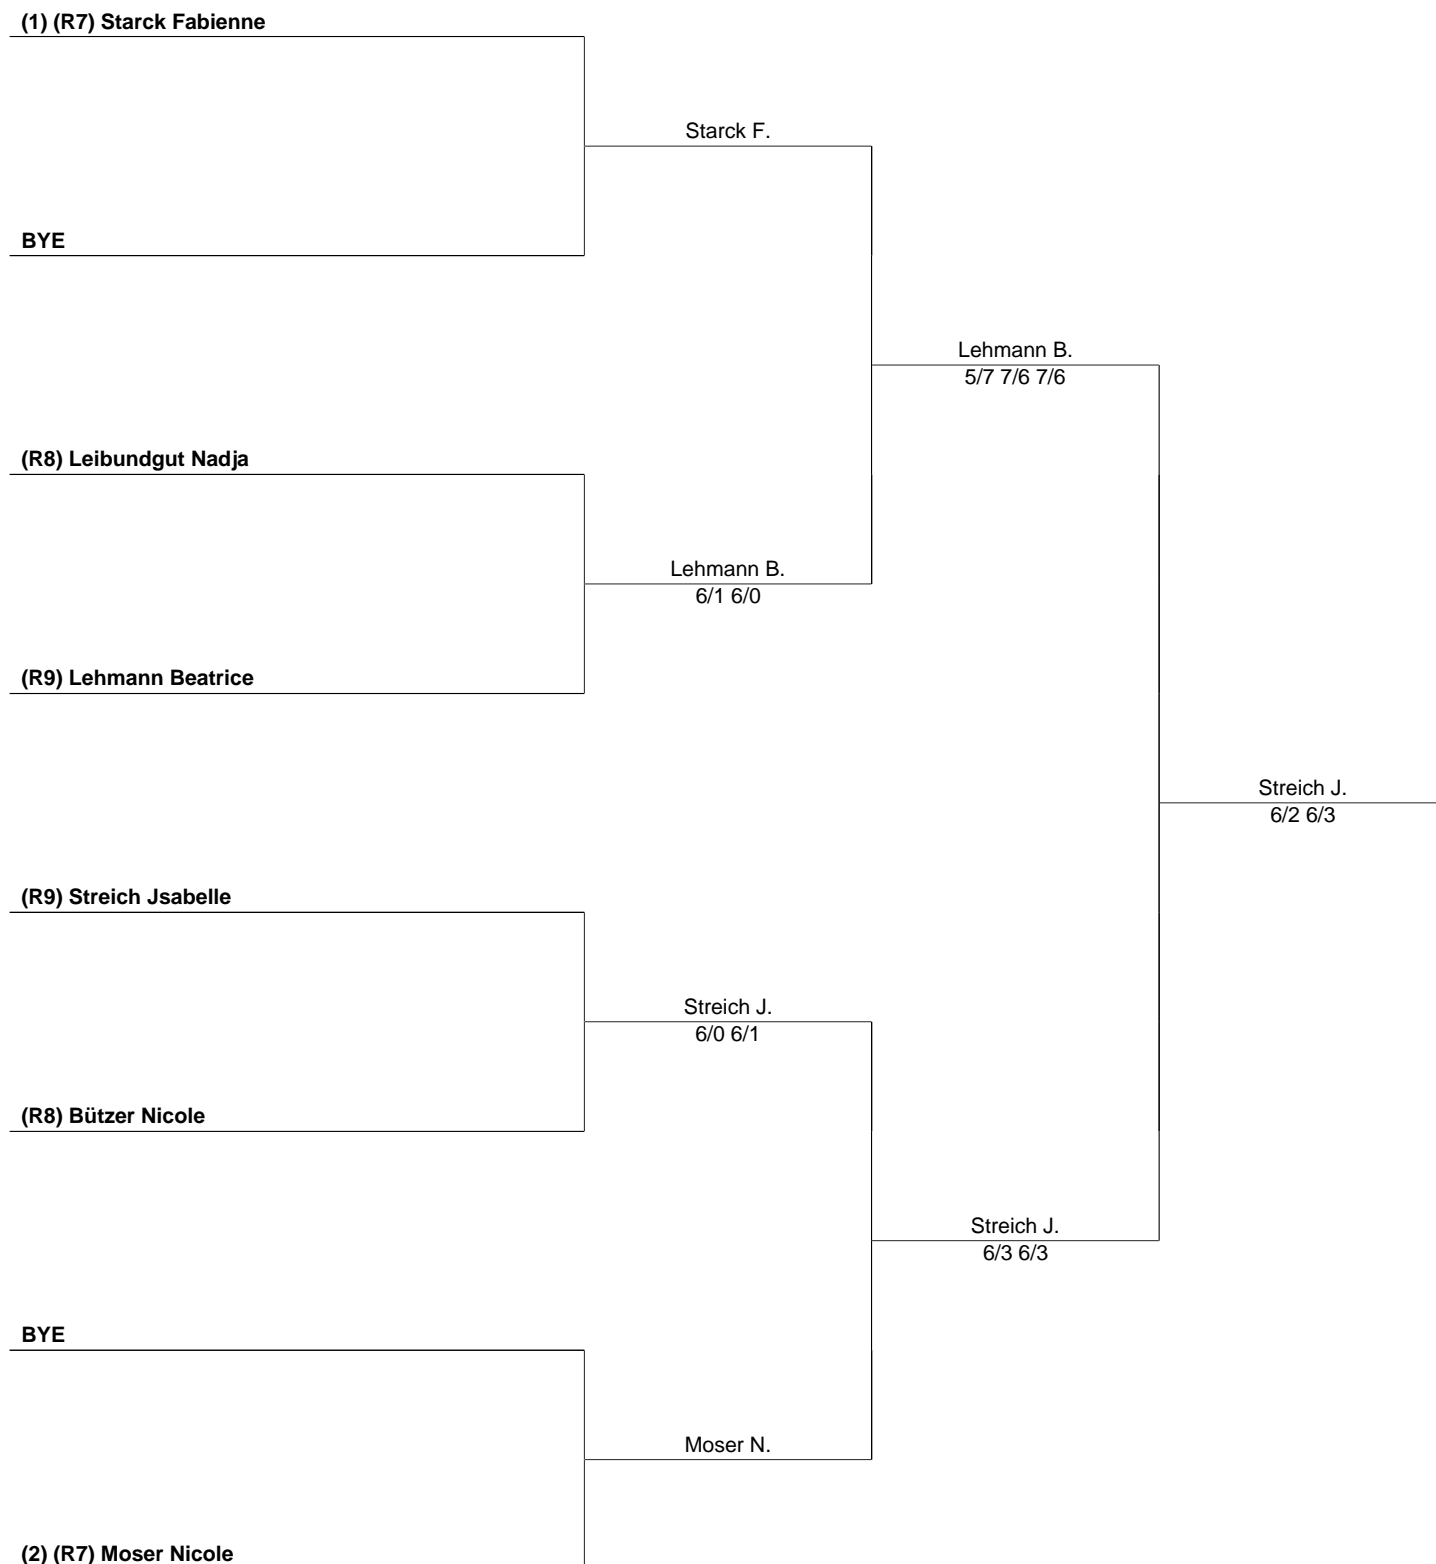 (1) (R7) Starck Fabienne
Starck F.
BYE
Lehmann B.
5/7 7/6 7/6
(R8) Leibundgut Nadja
Lehmann B.
6/1 6/0
(R9) Lehmann Beatrice
Streich J.
6/2 6/3
(R9) Streich Jsabelle
Streich J.
6/0 6/1
(R8) Bützer Nicole
Streich J.
6/3 6/3
BYE
Moser N.
(2) (R7) Moser Nicole